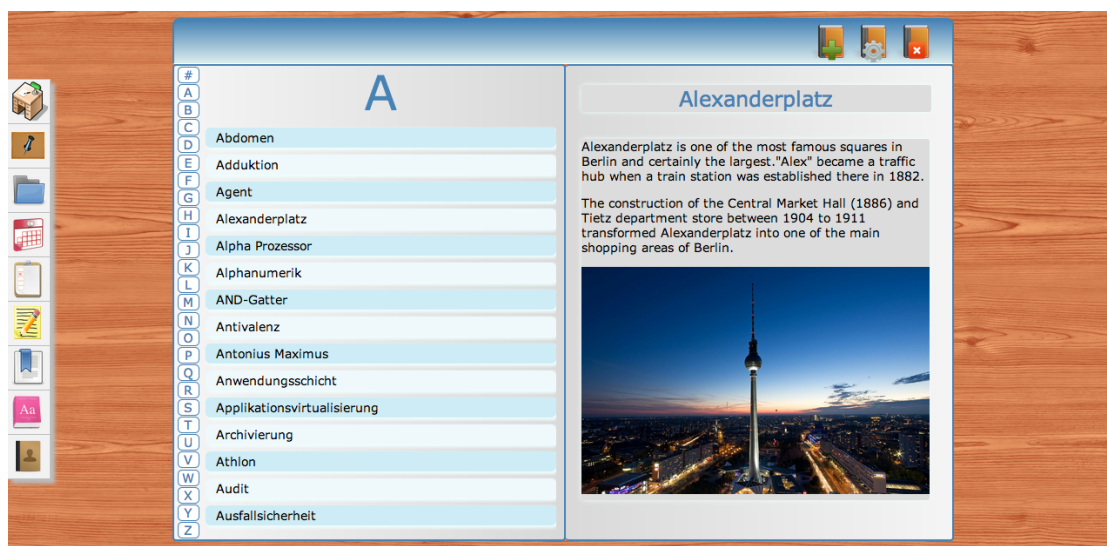 #
A
B
C
D
E
F
G
H
I
J
K
L
M
N
O
P
Q
R
S
T
U
V
W
X
Y
Z
Aa
A
Abdomen
Adduktion
Agent
Alexanderplatz
Alpha Prozessor
Alphanumerik
AND-Gatter
Antivalenz
Antonius Maximus
Anwendungsschicht
Applikationsvirtualisierung
Archivierung
Athlon
Audit
Ausfallsicherheit
Alexanderplatz
Alexanderplatz is one of the most famous squares in
Berlin and certainly the largest."Alex" became a traffic
hub when a train station was established there in 1882.
The construction of the Central Market Hall (1886) and
Tietz department store between 1904 to 1911
transformed Alexanderplatz into one of the main
shopping areas of Berlin.